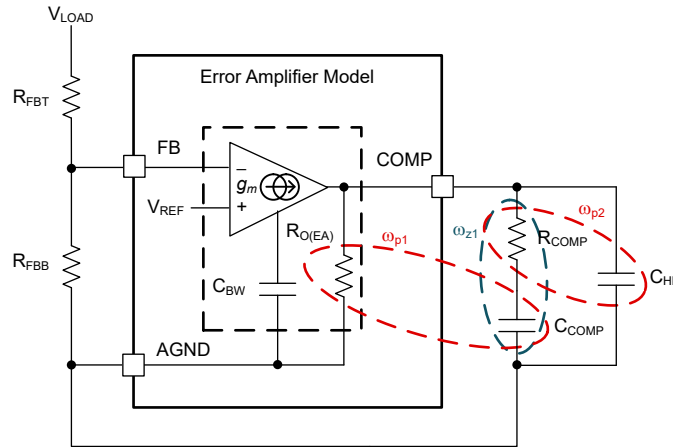 VLOAD
Error Amplifier Model
RFBT
FB
COMP
gm
−
+
VREF
RO(EA)
ωp1
ωz1
ωp2
RCOMP
RFBB
CBW
CCOMP
AGND